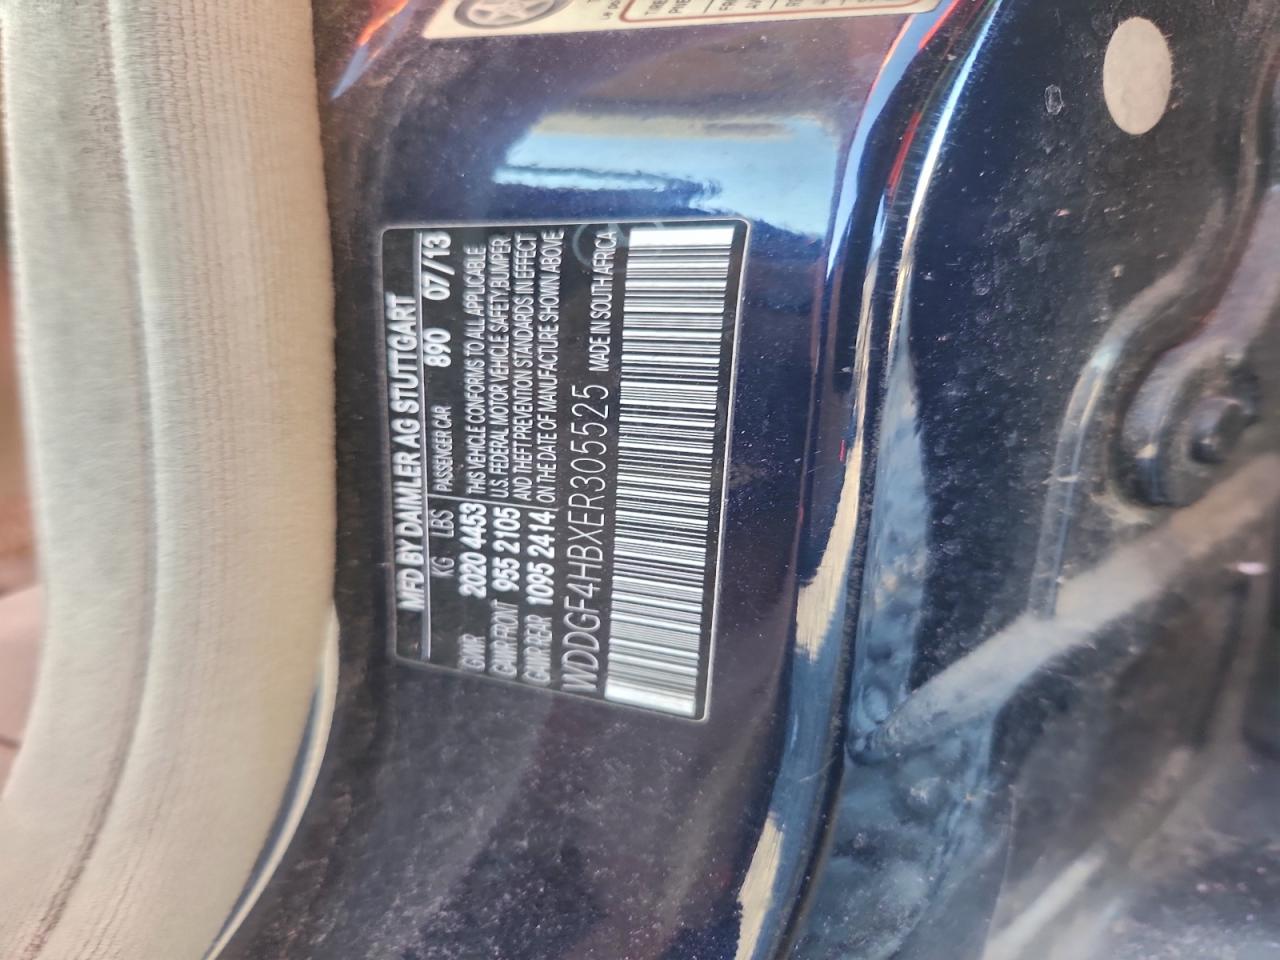 MFD BY DAIMLER AG STUTTGART
KG LBS PASSENGER CAR 890 07/13
GVWR 2020 4453 THIS VEHICLE CONFORMS TO ALL APPLICABLE
GAWR FRONT 955 2105 U.S. FEDERAL MOTOR VEHICLE SAFETY,BUMPER
GAWR REAR 1095 2414 AND THEFT PREVENTION STANDARDS IN EFFECT
ON THE DATE OF MANUFACTURE SHOWN ABOVE.
WDDGF4HBXER305525 MADE IN SOUTH AFRICA